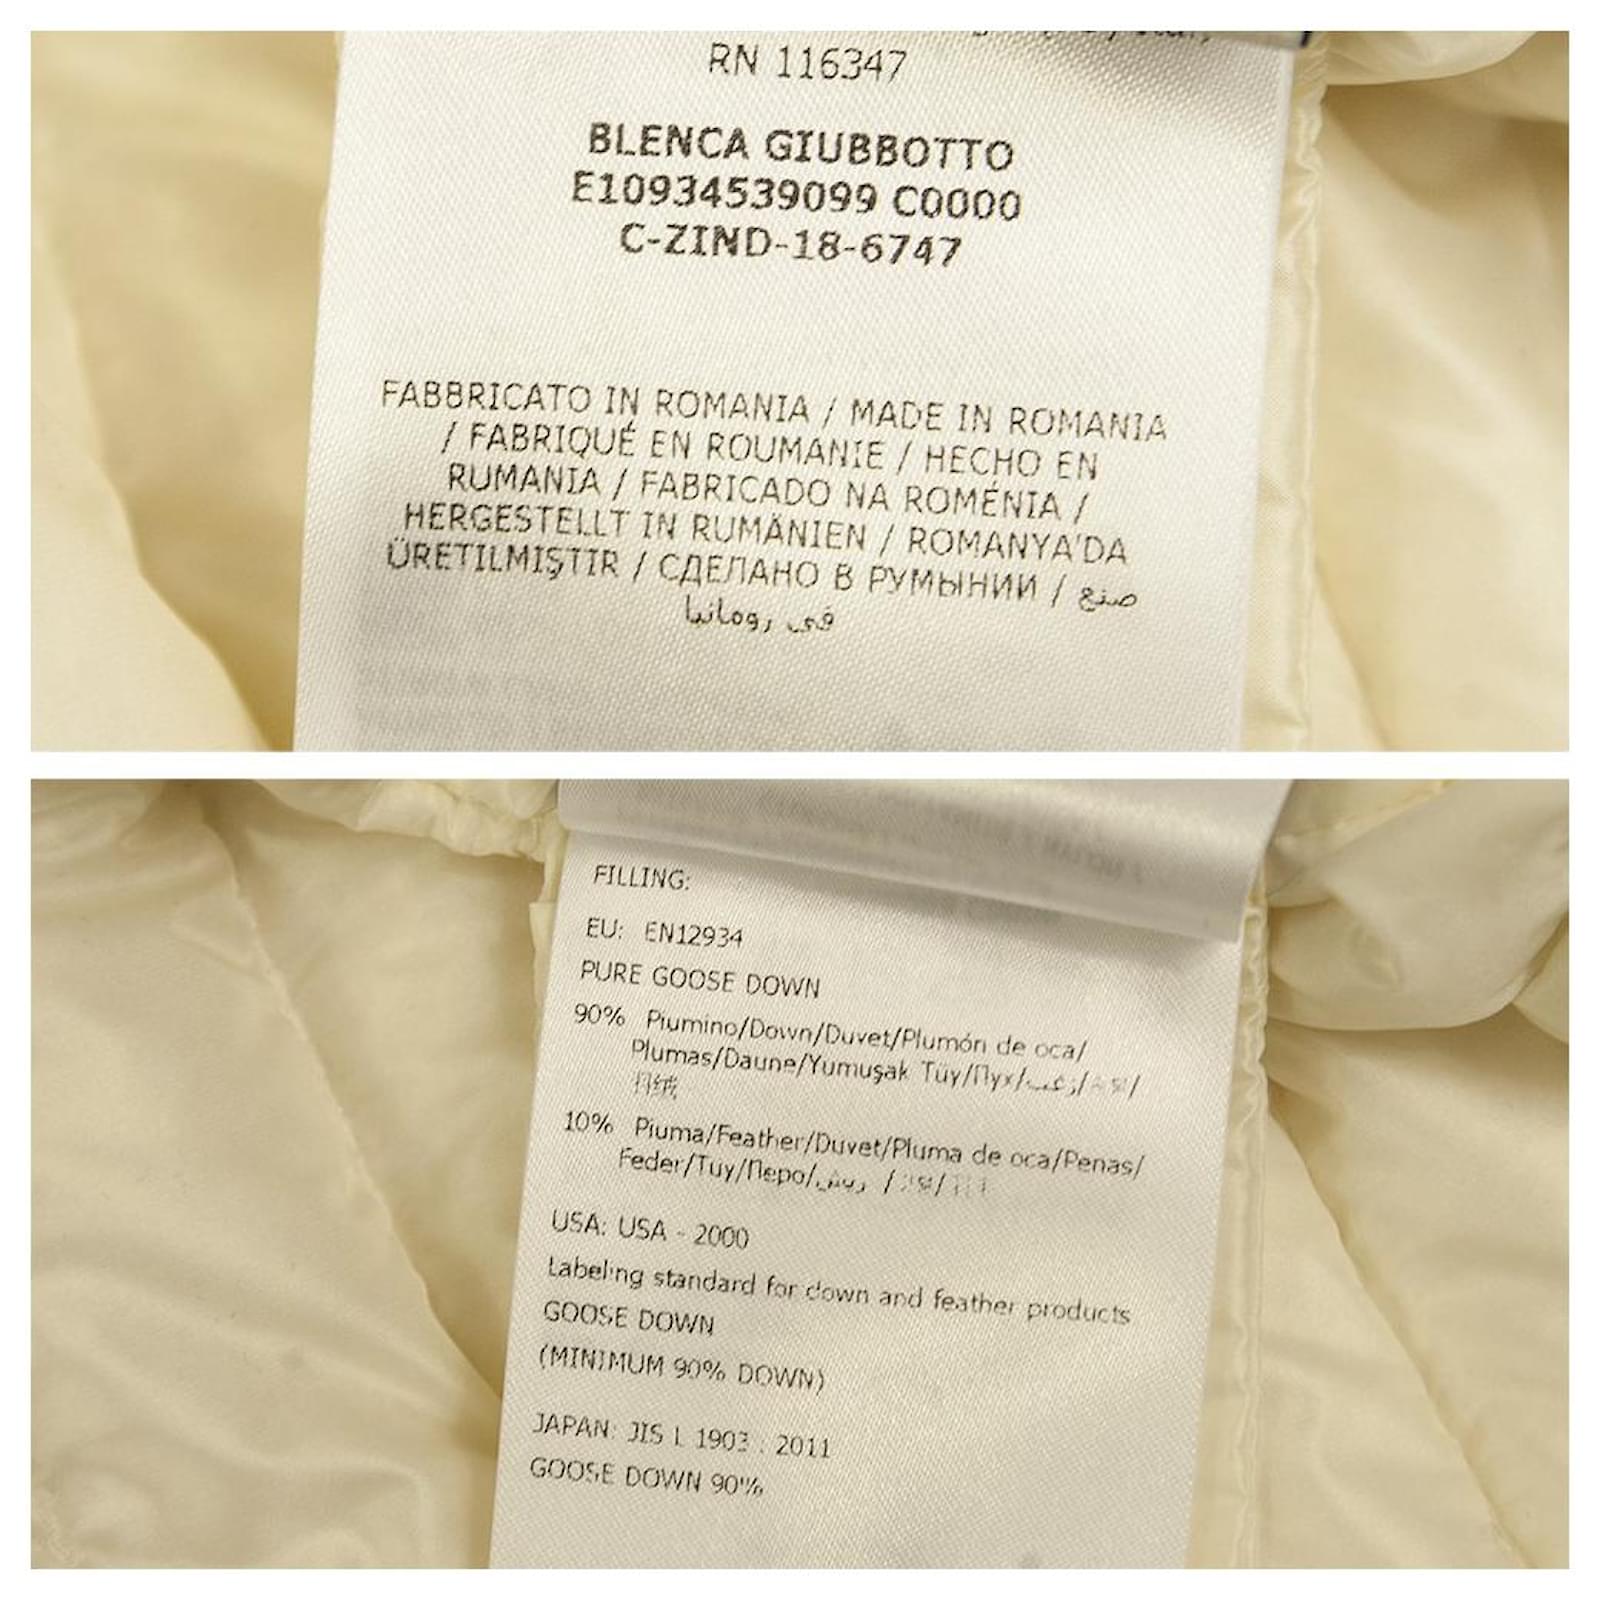 RN 116347
BLENCA GIUBBOTTO
E10934539099 C0000
C-ZIND-18-6747
FABBRICATO IN ROMANIA / MADE IN ROMANIA
/ FABRIQUÉ EN ROUMANIE / HECHO EN
RUMANIA / FABRICADO NA ROMÉNIA /
HERGESTELLT IN RUMÄNIEN / ROMANYA'DA
ÜRETILMIŞTIR / СДЕЛАНО В РУМЫНИИ / صنع
في رومانيا
FILLING:
EU: EN12934
PURE GOOSE DOWN
90% Piumino/Down/Duvet/Plumón de oca/
Plumas/Daune/Yumuşak Tüy/Пух/زغب/
10% Piuma/Feather/Duvet/Pluma de oca/Penas/
Feder/Tüy/Перо/ريش /
USA: USA - 2000
Labeling standard for down and feather products
GOOSE DOWN
(MINIMUM 90% DOWN)
JAPAN: JIS L 1903 : 2011
GOOSE DOWN 90%